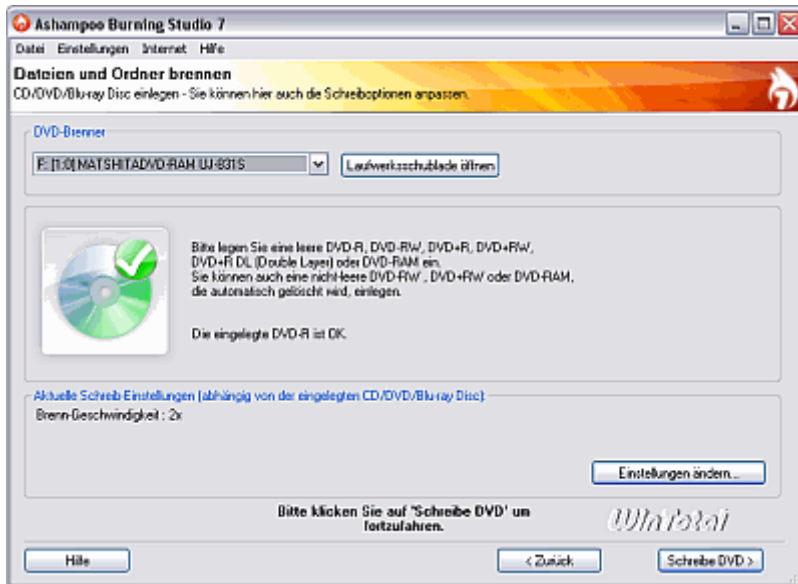 Ashampoo Burning Studio 7
Datei Einstellungen Internet Hilfe
Dateien und Ordner brennen
CD/DVD/Blu-ray Disc einlegen - Sie können hier auch die Schreiboptionen anpassen.
DVD-Brenner
F: [1:0] MATSHITADVD-RAM UJ-831S
Laufwerksschublade öffnen
Bitte legen Sie eine leere DVD-R, DVD-RW, DVD+R, DVD+RW,
DVD+R DL (Double Layer) oder DVD-RAM ein.
Sie können auch eine nicht-leere DVD-RW , DVD+RW oder DVD-RAM,
die automatisch gelöscht wird, einlegen.
Die eingelegte DVD-R ist OK.
Aktuelle Schreib-Einstellungen (abhängig von der eingelegten CD/DVD/Blu-ray Disc):
Brenn-Geschwindigkeit : 2x
Einstellungen ändern...
Bitte klicken Sie auf 'Schreibe DVD' um
fortzufahren.
WinTotal
Hilfe
< Zurück
Schreibe DVD >